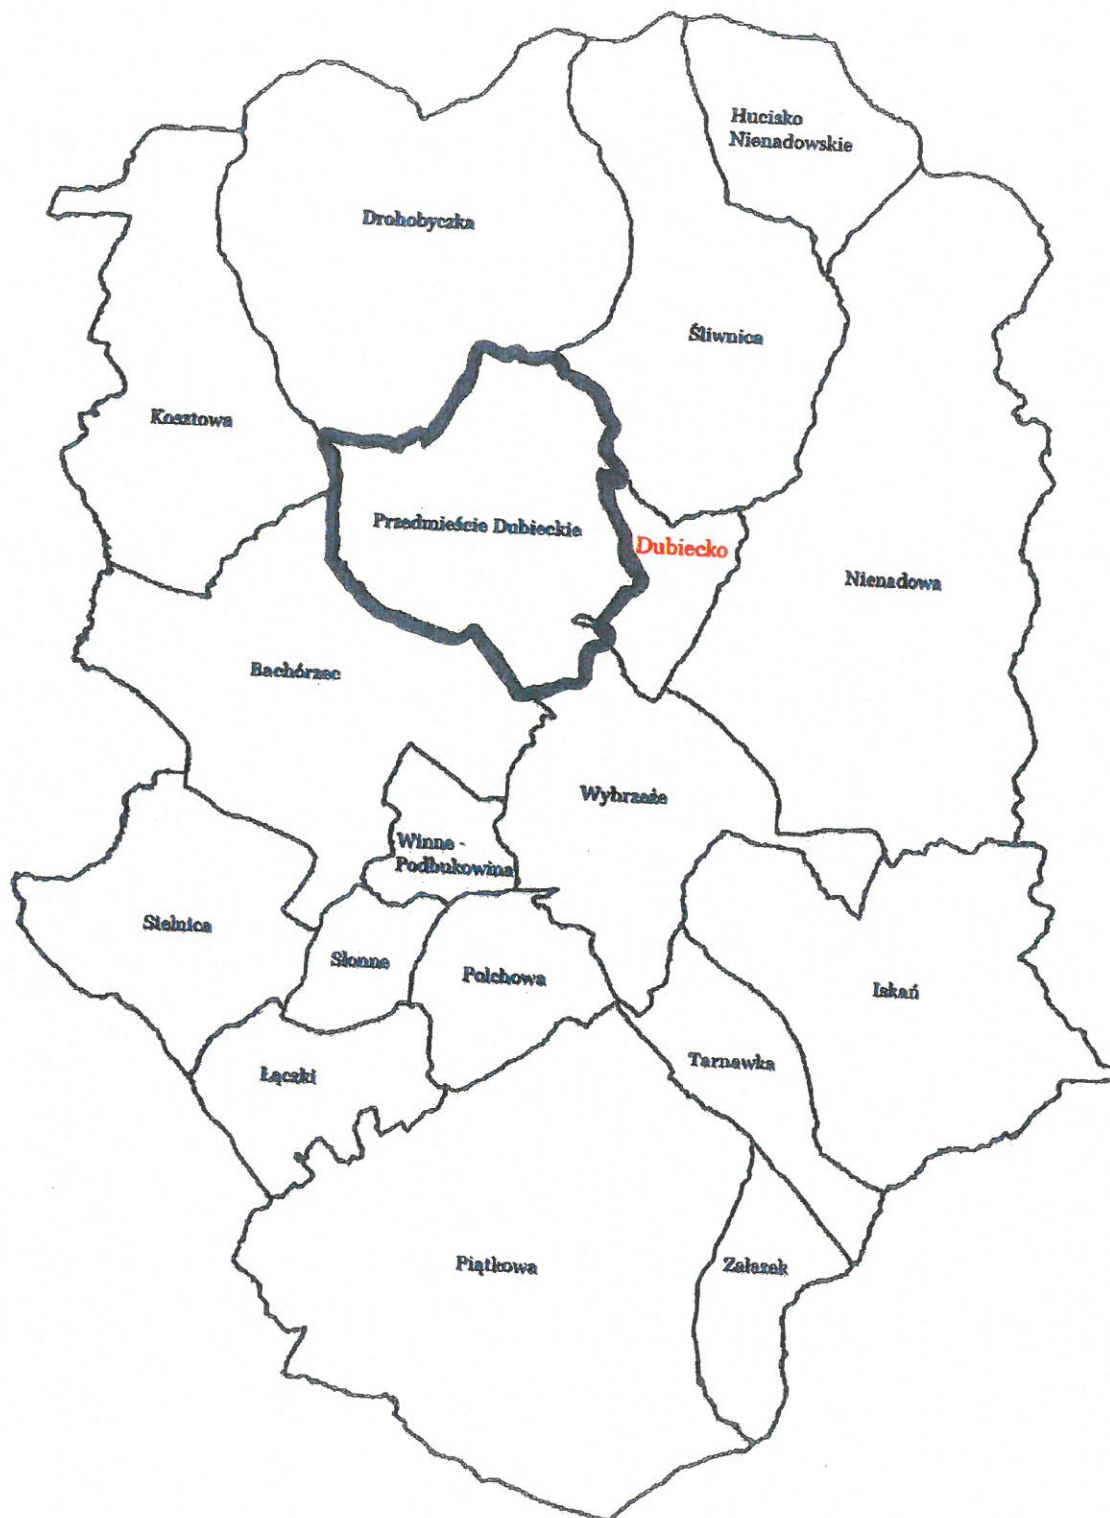 Hucisko
Nienadowskie
Drohobyczka
Śliwnica
Kosztowa
Przedmieście Dubieckie
Dubiecko
Nienadowa
Bachórzec
Wybrzeże
Winne -
Podbukowina
Sielnica
Słonne
Polchowa
Iskań
Tarnawka
Łączki
Piątkowa
Załazek